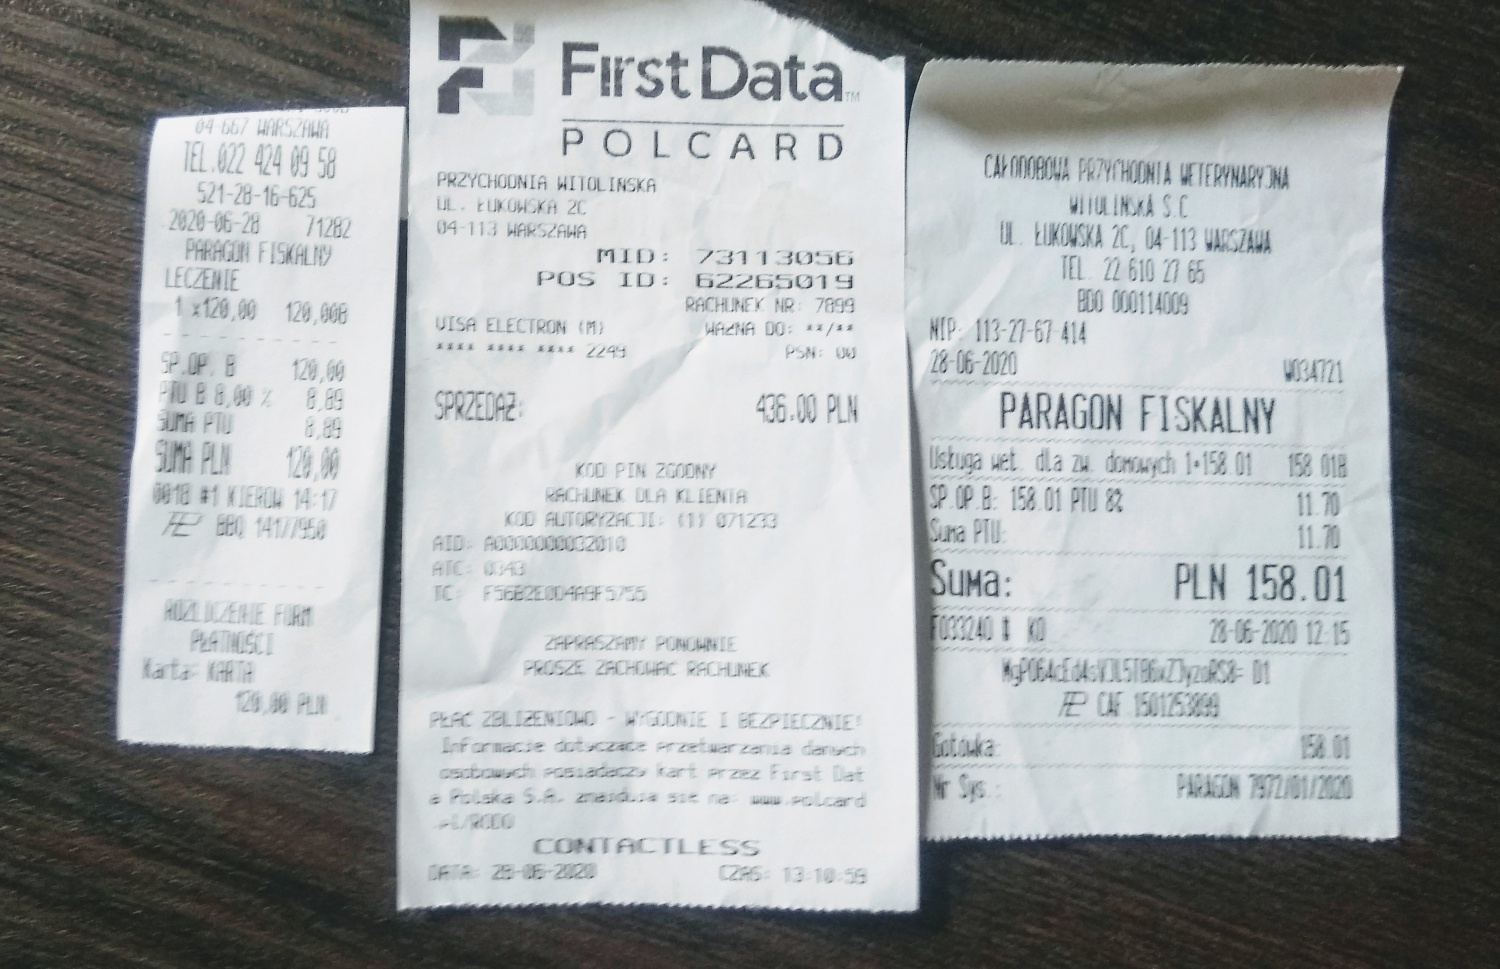 04-667 WARSZAWA
TEL.022 424 09 58
521-28-16-625
2020-06-28 71282
PARAGON FISKALNY
LECZENIE
1 x120,00 120,00B
SP.OP. B 120,00
PTU B 8,00 % 8,89
SUMA PTU 8,89
SUMA PLN 120,00
0018 #1 KIEROW 14:17
BBQ 14177950
ROZLICZENIE FORM
PŁATNOŚCI
Karta- KARTA
120,00 PLN
First Data™
POLCARD
PRZYCHODNIA WITOLINSKA
UL. ŁUKOWSKA 2C
04-113 WARSZAWA
MID: 73113056
POS ID: 62265019
RACHUNEK NR: 7899
VISA ELECTRON (M) WAŻNA DO: **/**
**** **** **** 2249 PSN: 00
SPRZEDAŻ: 436.00 PLN
KOD PIN ZGODNY
RACHUNEK DLA KLIENTA
KOD AUTORYZACJI: (1) 071233
AID: A0000000032010
ATC: 0343
TC: F56B2E0D4A9F5755
ZAPRASZAMY PONOWNIE
PROSZE ZACHOWAC RACHUNEK
PŁAC ZBLIŻENIOWO - WYGODNIE I BEZPIECZNIE!
Informacje dotyczące przetwarzania danych
osobowych posiadaczy kart przez First Dat
a Polska S.A. znajdują się na: www.polcard
.pl/RODO
CONTACTLESS
DATA: 28-06-2020 CZAS: 13:10:59
CAŁODOBOWA PRZYCHODNIA WETERYNARYJNA
WITOLINSKA S.C
UL. ŁUKOWSKA 2C, 04-113 WARSZAWA
TEL. 22 610 27 65
BDO 000114009
NIP: 113-27-67-414
28-06-2020 W034721
PARAGON FISKALNY
Usługa wet. dla zw. domowych 1*158.01 158.01B
SP.OP.B: 158.01 PTU 8% 11.70
Suma PTU: 11.70
Suma: PLN 158.01
F033240 # KO 28-06-2020 12:15
CAF 1501253899
Gotówka: 158.01
Nr Sys.: PARAGON 7972/01/2020